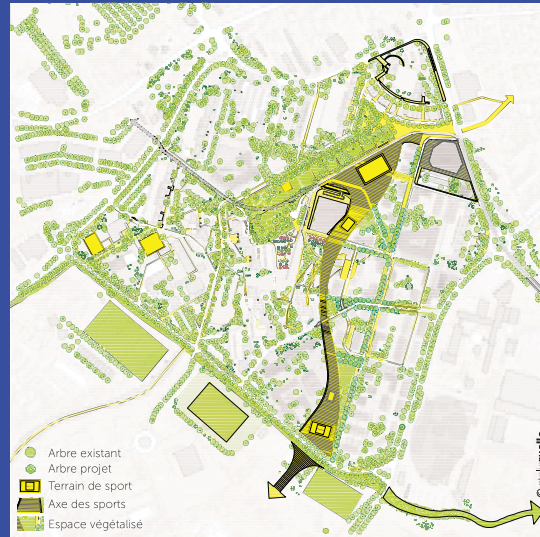 Arbre existant
Arbre projet
Terrain de sport
Axe des sports
Espace végétalisé